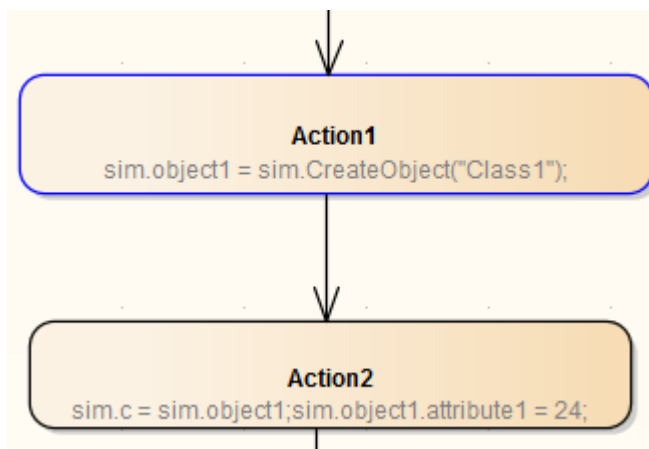 Action1
sim.object1 = sim.CreateObject("Class1");
Action2
sim.c = sim.object1;sim.object1.attribute1 = 24;